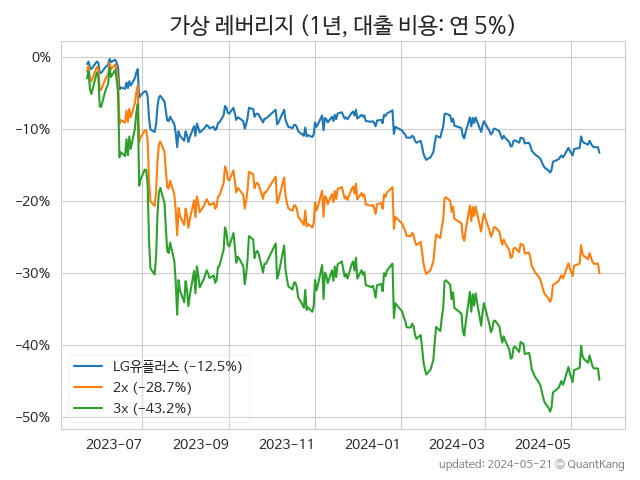 가상 레버리지 (1년, 대출 비용: 연 5%)
0%
−10%
−20%
−30%
−40%
−50%
LG유플러스 (−12.5%)
2x (−28.7%)
3x (−43.2%)
2023-07 2023-09 2023-11 2024-01 2024-03 2024-05
updated: 2024-05-21 © QuantKang